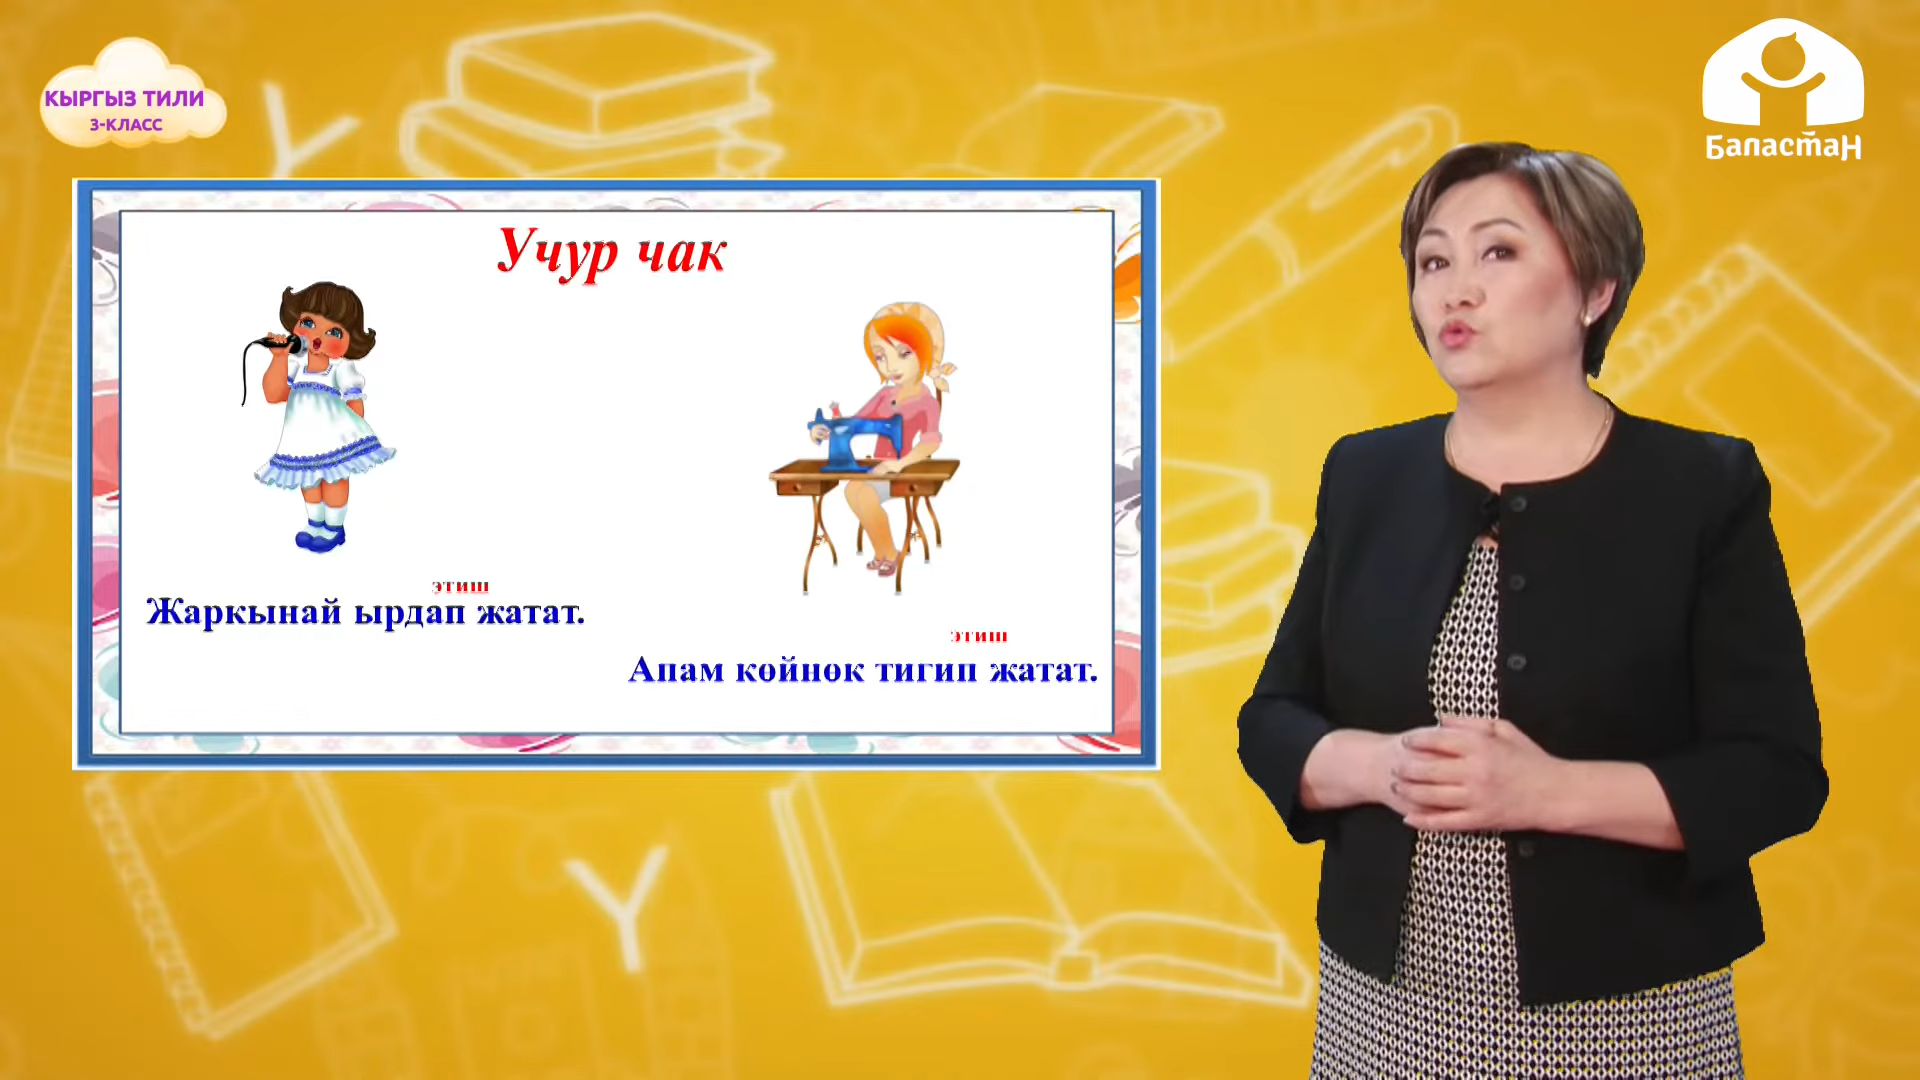 КЫРГЫЗ ТИЛИ
3-КЛАСС
Баластан
Учур чак
этиш
Жаркынай ырдап жатат.
этиш
Апам көйнөк тигип жатат.
Y
Y